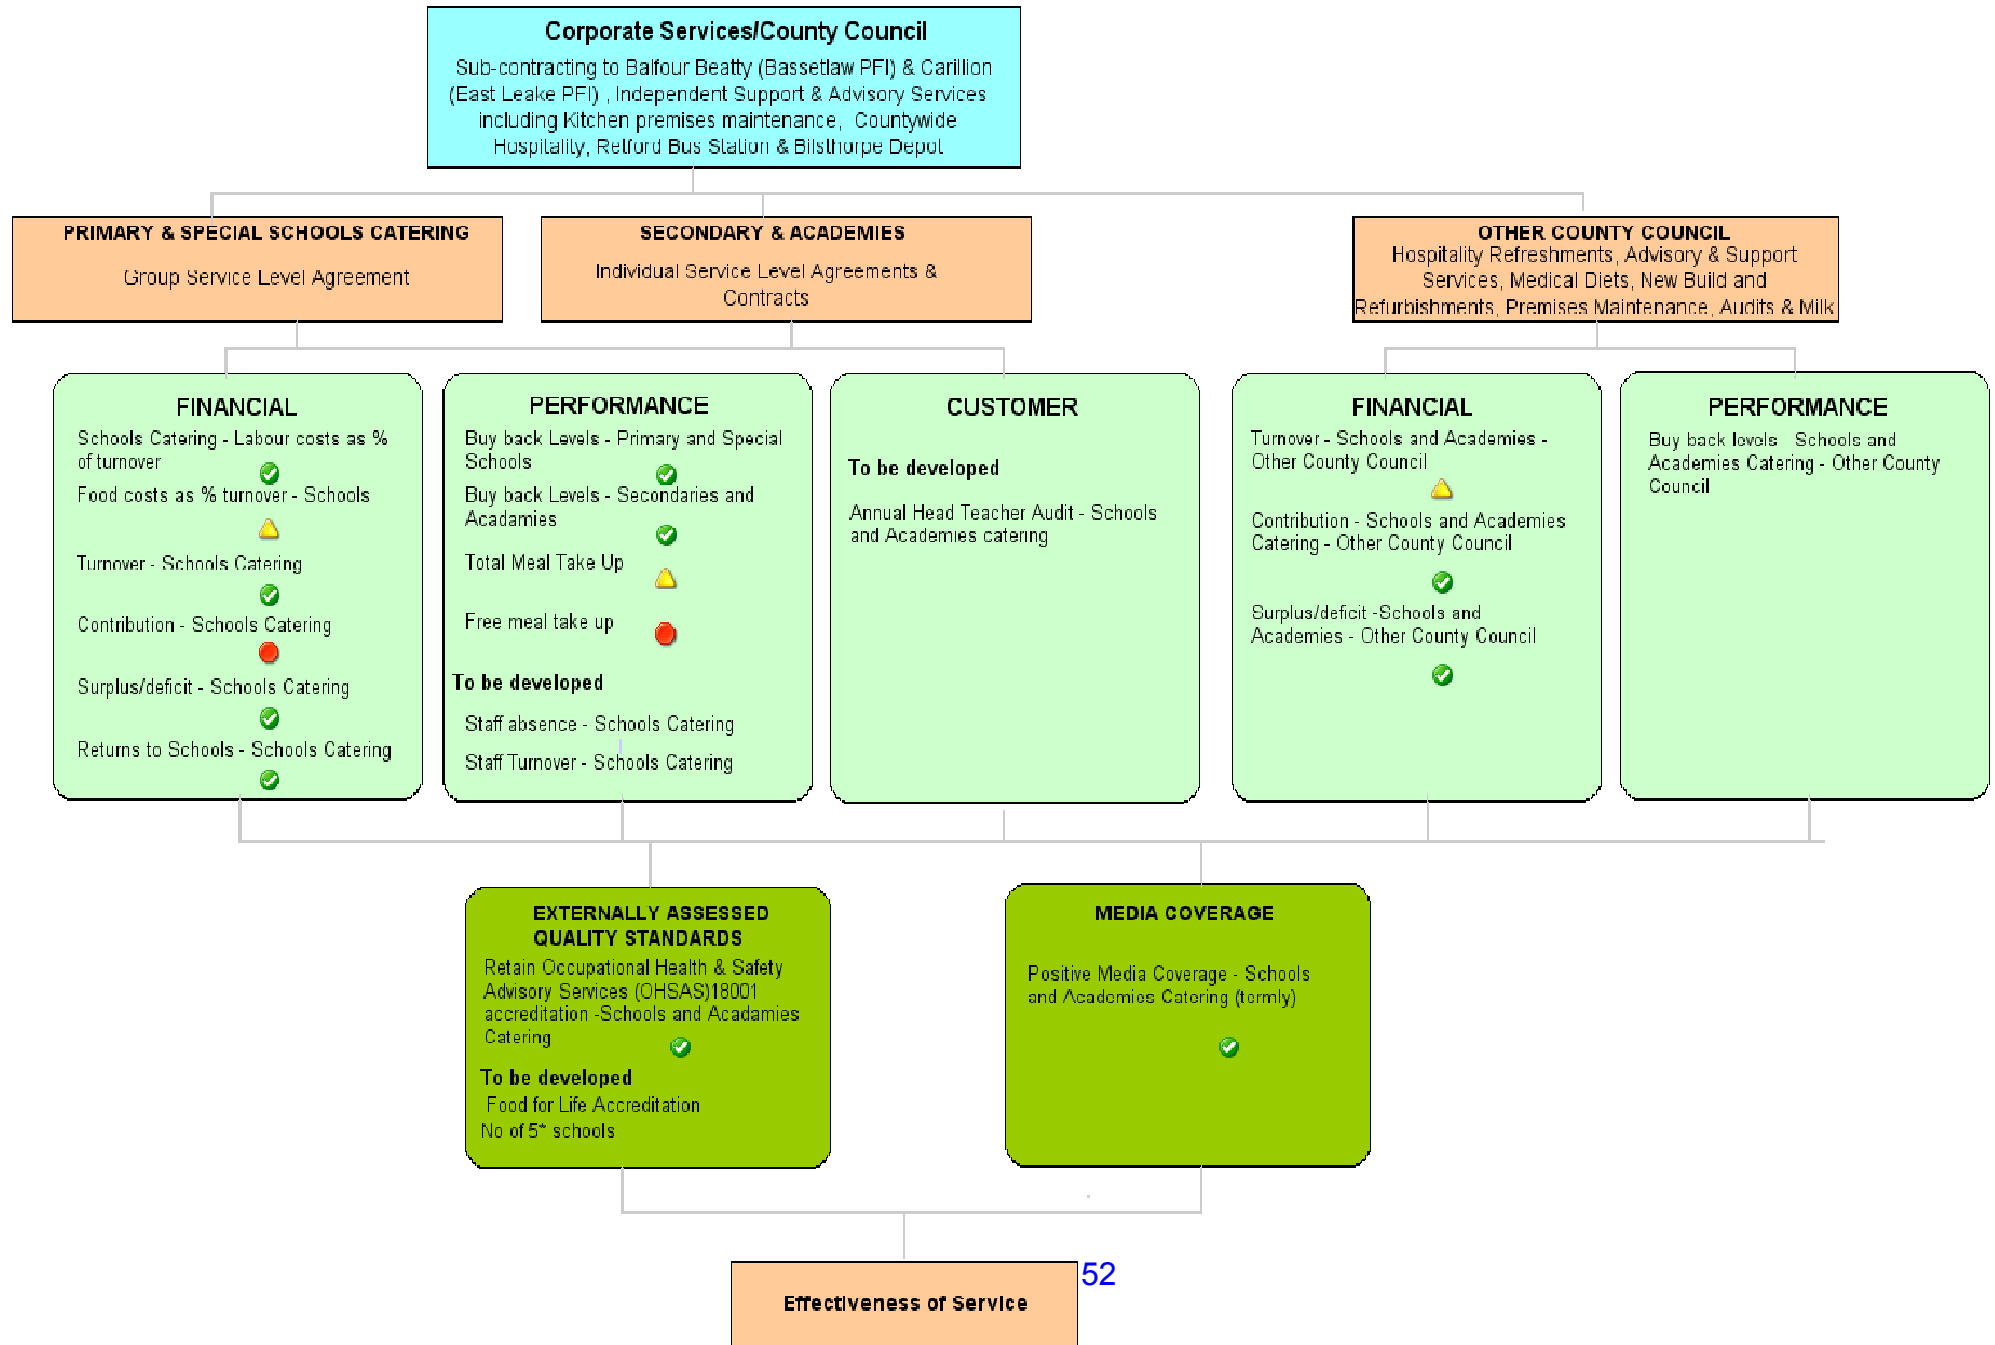 Corporate Services/County Council
Sub-contracting to Balfour Beatty (Bassetlaw PFI) & Carillion
(East Leake PFI) , Independent Support & Advisory Services
including Kitchen premises maintenance, Countywide
Hospitality, Retford Bus Station & Bilsthorpe Depot
PRIMARY & SPECIAL SCHOOLS CATERING
Group Service Level Agreement
SECONDARY & ACADEMIES
Individual Service Level Agreements &
Contracts
OTHER COUNTY COUNCIL
Hospitality Refreshments, Advisory & Support
Services, Medical Diets, New Build and
Refurbishments, Premises Maintenance, Audits & Milk
FINANCIAL
Schools Catering - Labour costs as %
of turnover
Food costs as % turnover - Schools
Turnover - Schools Catering
Contribution - Schools Catering
Surplus/deficit - Schools Catering
Returns to Schools - Schools Catering
PERFORMANCE
Buy back Levels - Primary and Special
Schools
Buy back Levels - Secondaries and
Acadamies
Total Meal Take Up
Free meal take up
To be developed
Staff absence - Schools Catering
Staff Turnover - Schools Catering
CUSTOMER
To be developed
Annual Head Teacher Audit - Schools
and Academies catering
FINANCIAL
Turnover - Schools and Academies -
Other County Council
Contribution - Schools and Academies
Catering - Other County Council
Surplus/deficit -Schools and
Academies - Other County Council
PERFORMANCE
Buy back levels - Schools and
Academies Catering - Other County
Council
EXTERNALLY ASSESSED
QUALITY STANDARDS
Retain Occupational Health & Safety
Advisory Services (OHSAS)18001
accreditation -Schools and Acadamies
Catering
To be developed
Food for Life Accreditation
No of 5* schools
MEDIA COVERAGE
Positive Media Coverage - Schools
and Academies Catering (termly)
52
Effectiveness of Service